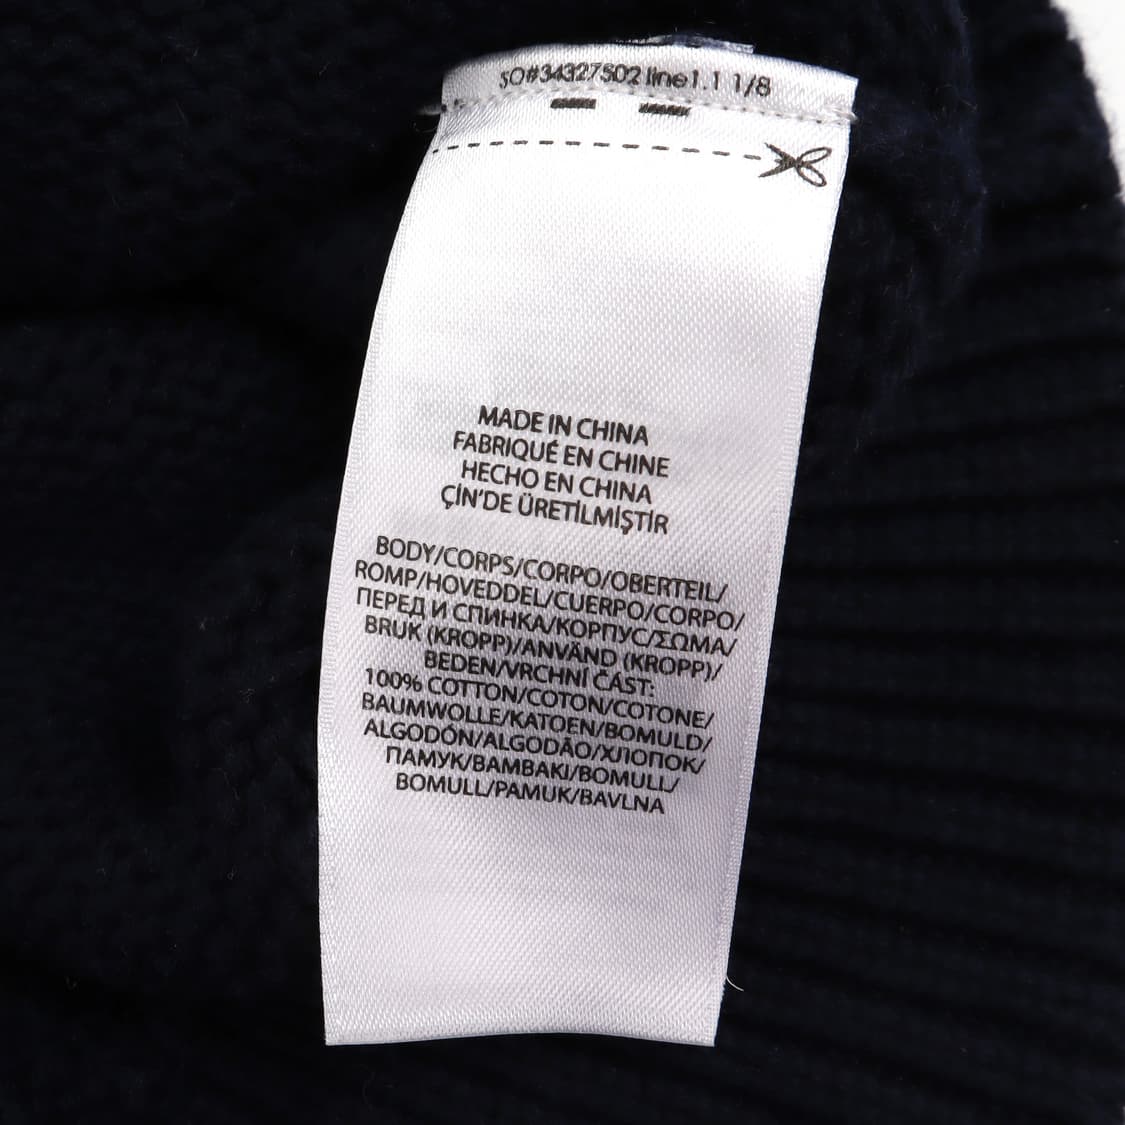 SO#34327502 line1.1 1/8
MADE IN CHINA
FABRIQUÉ EN CHINE
HECHO EN CHINA
ÇİN'DE ÜRETİLMİŞTİR
BODY/CORPS/CORPO/OBERTEIL/
ROMP/HOVEDDEL/CUERPO/CORPO/
ПЕРЕД И СПИНКА/КОРПУС/ΣΩΜΑ/
BRUK (KROPP)/ANVÄND (KROPP)/
BEDEN/VRCHNÍ ČÁST:
100% COTTON/COTON/COTONE/
BAUMWOLLE/KATOEN/BOMULD/
ALGODÓN/ALGODÃO/ХЛОПОК/
ПАМУК/ΒΑΜΒΑΚΙ/BOMULL/
BOMULL/PAMUK/BAVLNA